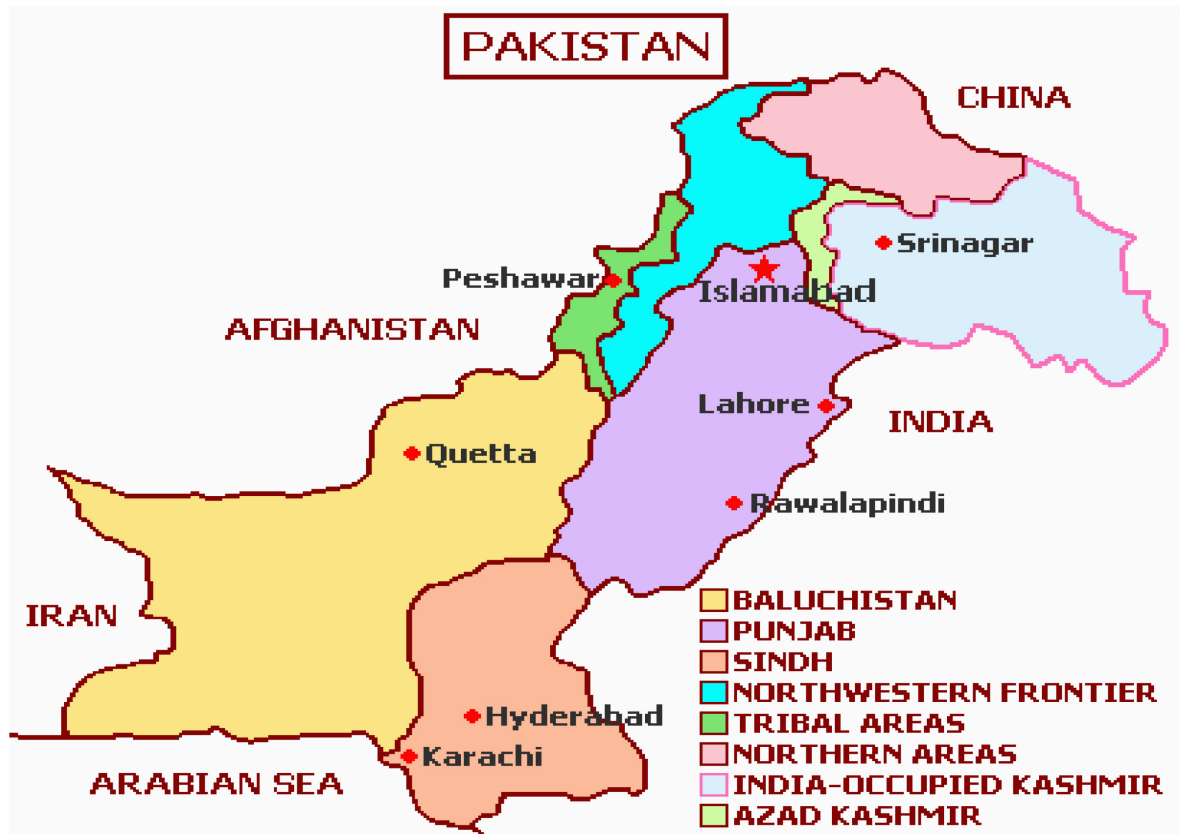 PAKISTAN
CHINA
Srinagar
Peshawar
Islamabad
AFGHANISTAN
Lahore
INDIA
Quetta
Rawalapindi
IRAN
BALUCHISTAN
PUNJAB
SINDH
NORTHWESTERN FRONTIER
Hyderabad
TRIBAL AREAS
Karachi
NORTHERN AREAS
ARABIAN SEA
INDIA-OCCUPIED KASHMIR
AZAD KASHMIR